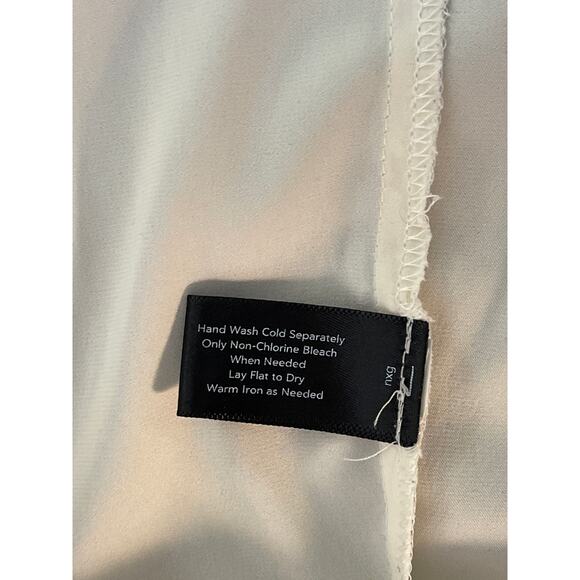 Hand Wash Cold Separately
Only Non-Chlorine Bleach
When Needed
Lay Flat to Dry
Warm Iron as Needed
nxg